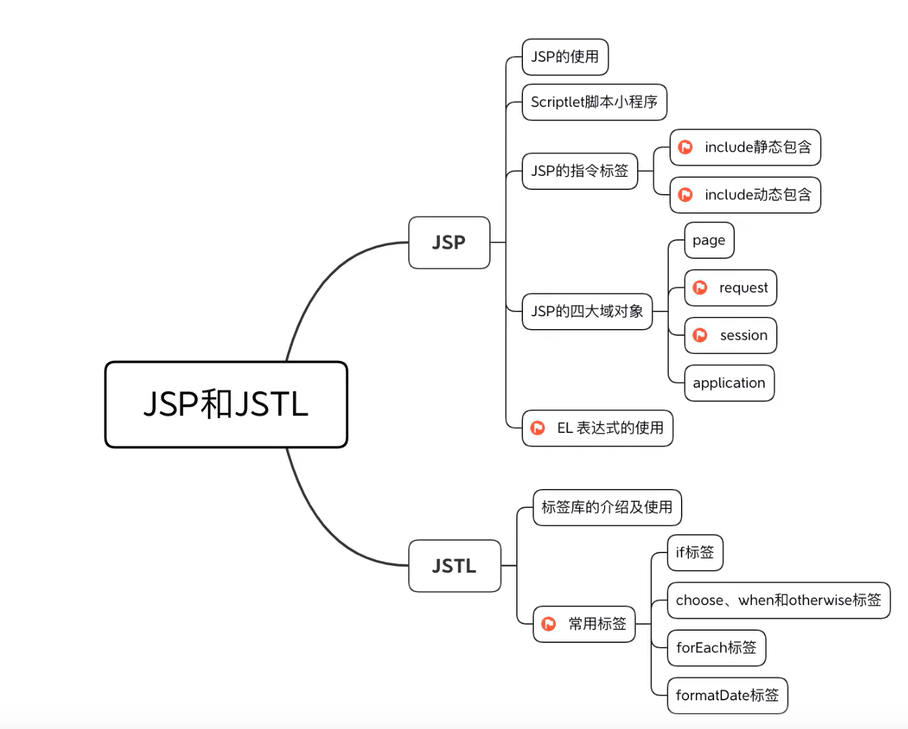 JSP和JSTL
JSP
JSP的使用
Scriptlet脚本小程序
JSP的指令标签
include静态包含
include动态包含
JSP的四大域对象
page
request
session
application
EL 表达式的使用
JSTL
标签库的介绍及使用
常用标签
if标签
choose、when和otherwise标签
forEach标签
formatDate标签